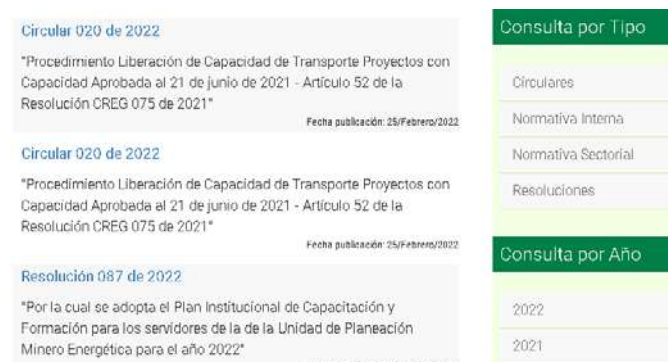 Circular 020 de 2022
"Procedimiento Liberación de Capacidad de Transporte Proyectos con
Capacidad Aprobada al 21 de junio de 2021 - Artículo 52 de la
Resolución CREG 075 de 2021"
Fecha publicación: 25/Febrero/2022
Circular 020 de 2022
"Procedimiento Liberación de Capacidad de Transporte Proyectos con
Capacidad Aprobada al 21 de junio de 2021 - Artículo 52 de la
Resolución CREG 075 de 2021"
Fecha publicación: 25/Febrero/2022
Resolución 087 de 2022
"Por la cual se adopta el Plan Institucional de Capacitación y
Formación para los servidores de la de la Unidad de Planeación
Minero Energética para el año 2022"
Consulta por Tipo
Circulares
Normativa Interna
Normativa Sectorial
Resoluciones
Consulta por Año
2022
2021